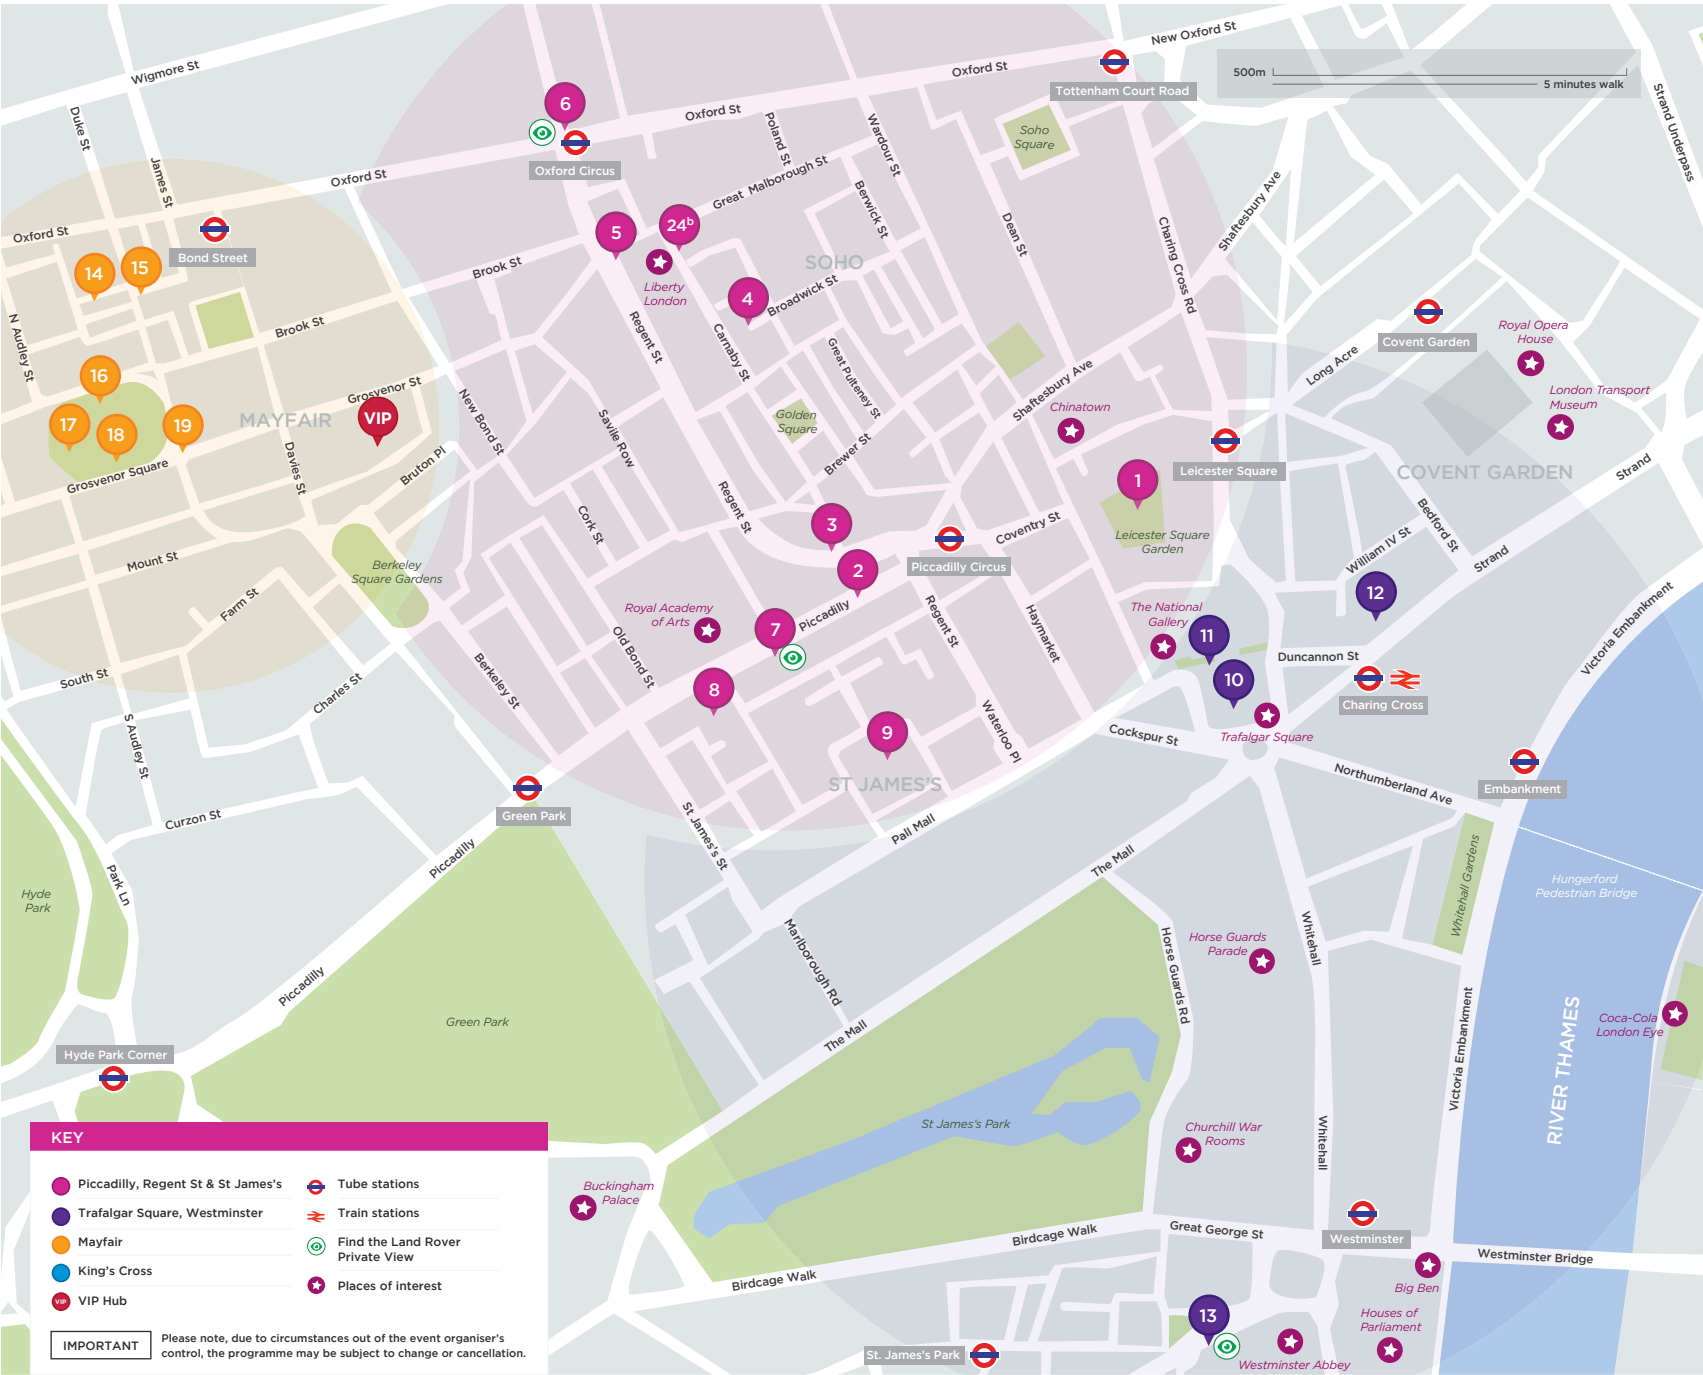 New Oxford St
Wigmore St
Oxford St
Tottenham Court Road
500m
5 minutes walk
Strand Underpass
6
Duke St
Oxford St
Poland St
Wardour St
Soho
Square
Oxford Circus
James St
Oxford St
Great Malborough St
Berwick St
Shaftesbury Ave
Oxford St
Bond Street
5
24b
Dean St
Charing Cross Rd
14
15
Brook St
SOHO
Liberty
London
4
Broadwick St
N Audley St
Brook St
Regent St
Carnaby St
Great Pulteney St
Covent Garden
Royal Opera
House
Long Acre
16
Grosvenor St
New Bond St
Shaftesbury Ave
London Transport
Museum
17
18
19
MAYFAIR
VIP
Savile Row
Golden
Square
Chinatown
Grosvenor Square
Davies St
Bruton Pl
Brewer St
Leicester Square
COVENT GARDEN
Strand
1
Regent St
Cork St
3
Coventry St
Leicester Square
Garden
Bedford St
William IV St
Strand
Mount St
Berkeley
Square Gardens
2
Piccadilly Circus
Farm St
Royal Academy
of Arts
7
Piccadilly
Regent St
Haymarket
The National
Gallery
11
12
Victoria Embankment
South St
Old Bond St
Berkeley St
8
10
Duncannon St
Charing Cross
Charles St
S Audley St
9
Waterloo Pl
Cockspur St
Trafalgar Square
ST JAMES'S
Northumberland Ave
Embankment
Green Park
Curzon St
St James's St
Pall Mall
Piccadilly
The Mall
Park Ln
Hyde
Park
Whitehall Gardens
Hungerford
Pedestrian Bridge
Marlborough Rd
Horse Guards Rd
Horse Guards
Parade
Whitehall
Piccadilly
Green Park
The Mall
Victoria Embankment
RIVER THAMES
Coca-Cola
London Eye
Hyde Park Corner
St James's Park
Churchill War
Rooms
Whitehall
Buckingham
Palace
Birdcage Walk
Great George St
Westminster
Westminster Bridge
Birdcage Walk
Big Ben
13
Houses of
Parliament
St. James's Park
Westminster Abbey
KEY
Piccadilly, Regent St & St James's
Trafalgar Square, Westminster
Mayfair
King's Cross
VIP
VIP Hub
Tube stations
Train stations
Find the Land Rover
Private View
Places of interest
IMPORTANT
Please note, due to circumstances out of the event organiser's
control, the programme may be subject to change or cancellation.